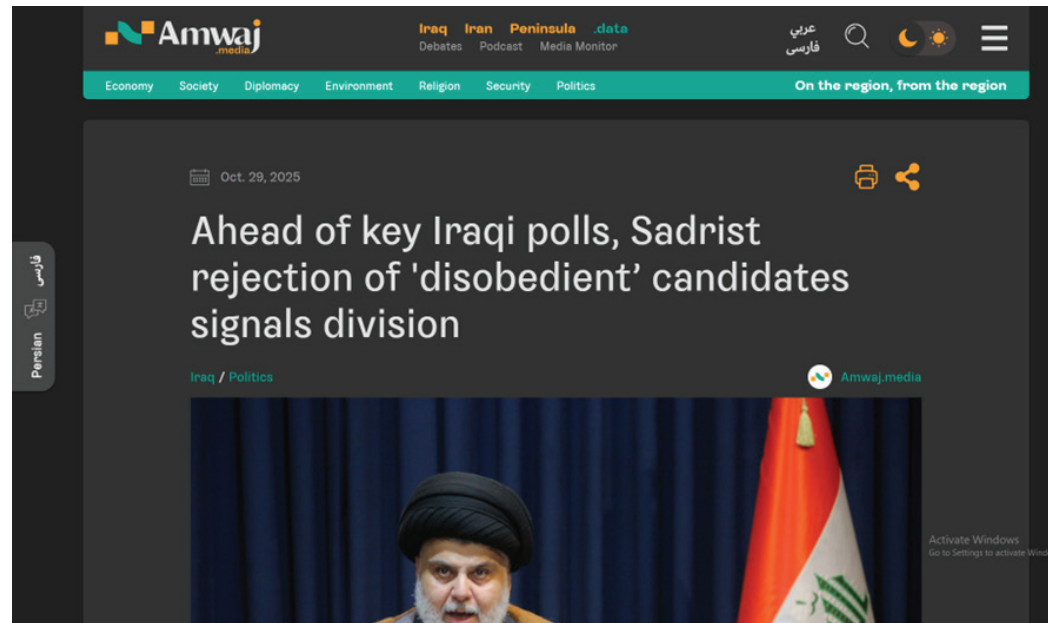 Amwaj
.media
Iraq Iran Peninsula .data
Debates Podcast Media Monitor
عربي
فارسی
Economy Society Diplomacy Environment Religion Security Politics
On the region, from the region
Oct. 29, 2025
Ahead of key Iraqi polls, Sadrist
rejection of 'disobedient’ candidates
signals division
Iraq / Politics
Amwaj.media
فارسی
Persian
Activate Windows
Go to Settings to activate Wind